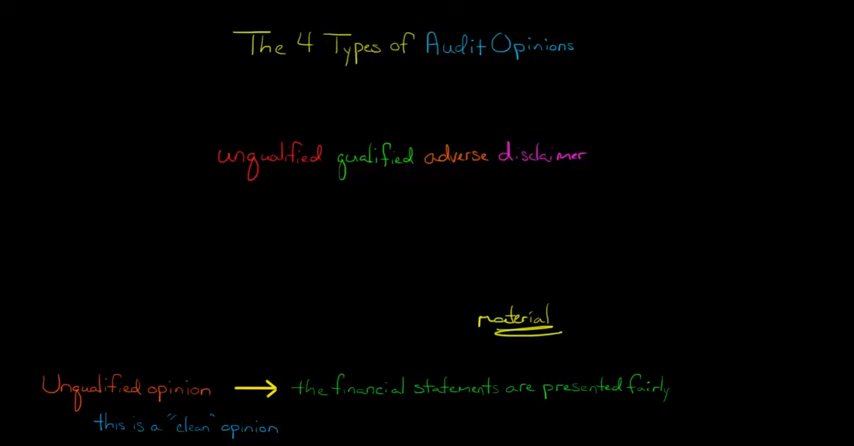 The 4 Types of Audit Opinions
unqualified qualified adverse disclaimer
material
Unqualified opinion → the financial statements are presented fairly
this is a "clean" opinion